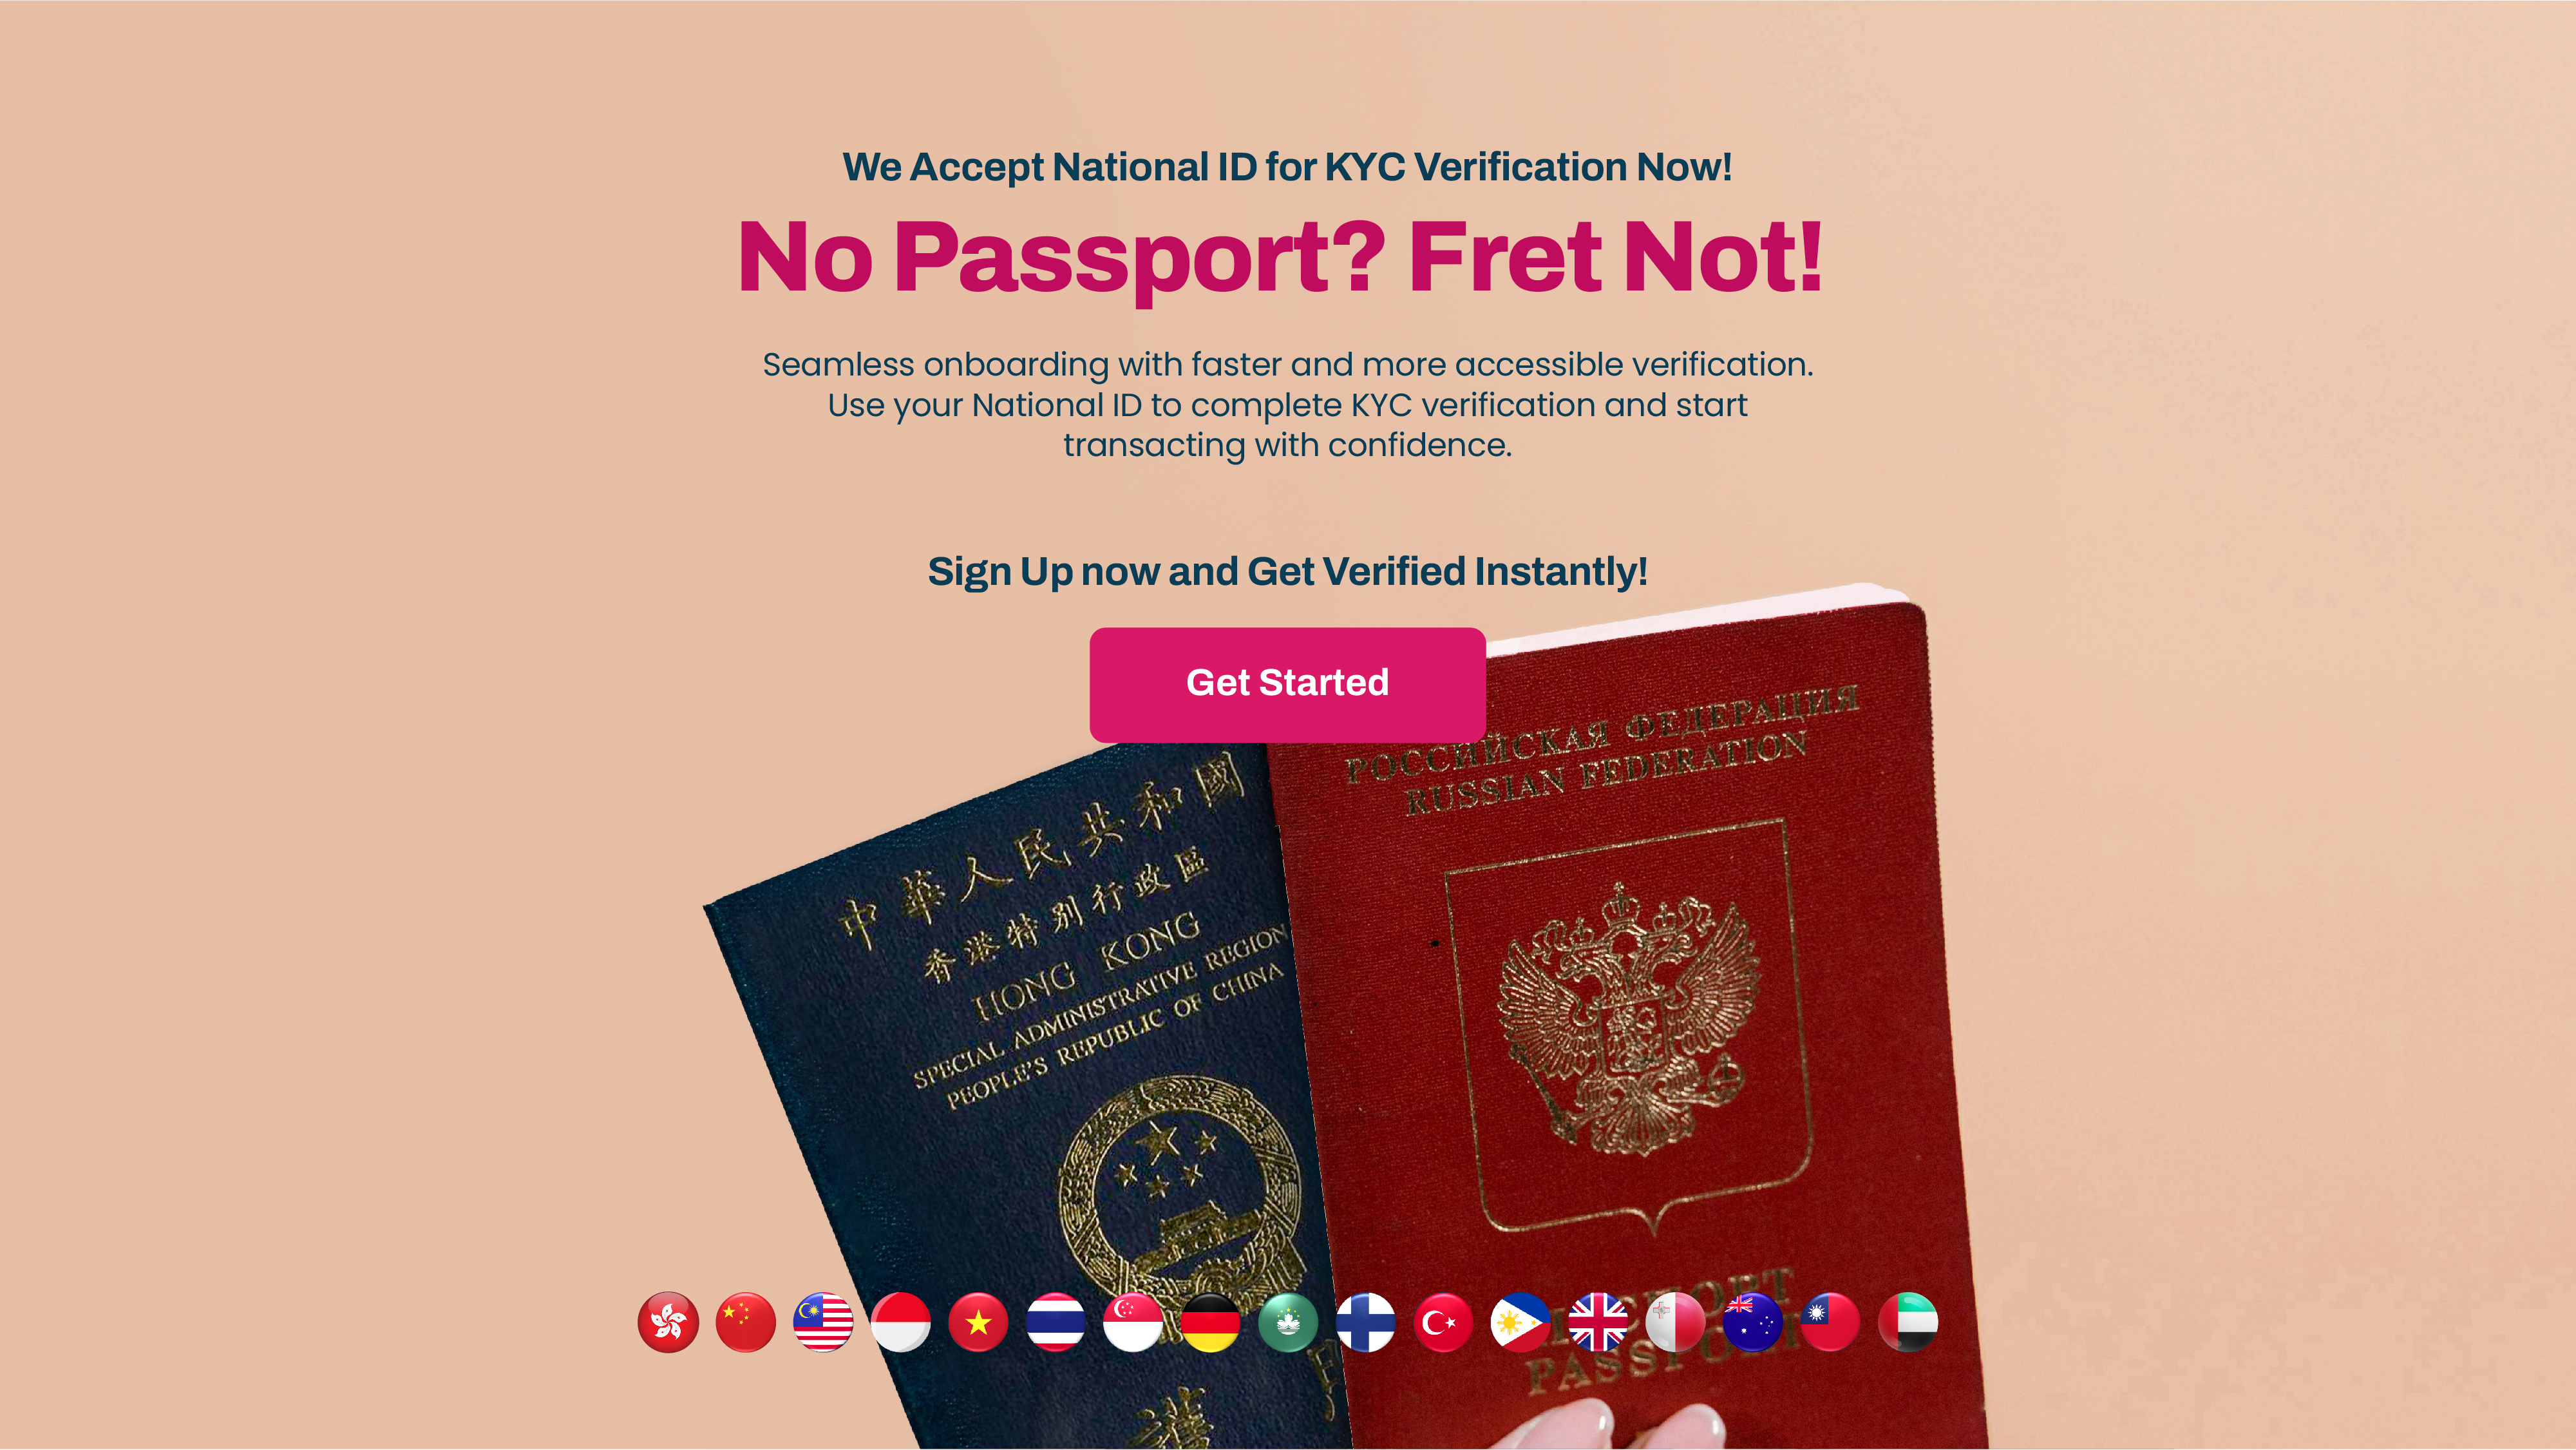 We Accept National ID for KYC Verification Now!
No Passport? Fret Not!
Seamless onboarding with faster and more accessible verification.
Use your National ID to complete KYC verification and start
transacting with confidence.
Sign Up now and Get Verified Instantly!
Get Started
РОССИЙСКАЯ ФЕДЕРАЦИЯ
RUSSIAN FEDERATION
中華人民共和國
香港特別行政區
HONG KONG
SPECIAL ADMINISTRATIVE REGION
PEOPLE'S REPUBLIC OF CHINA
PASSPORT
護